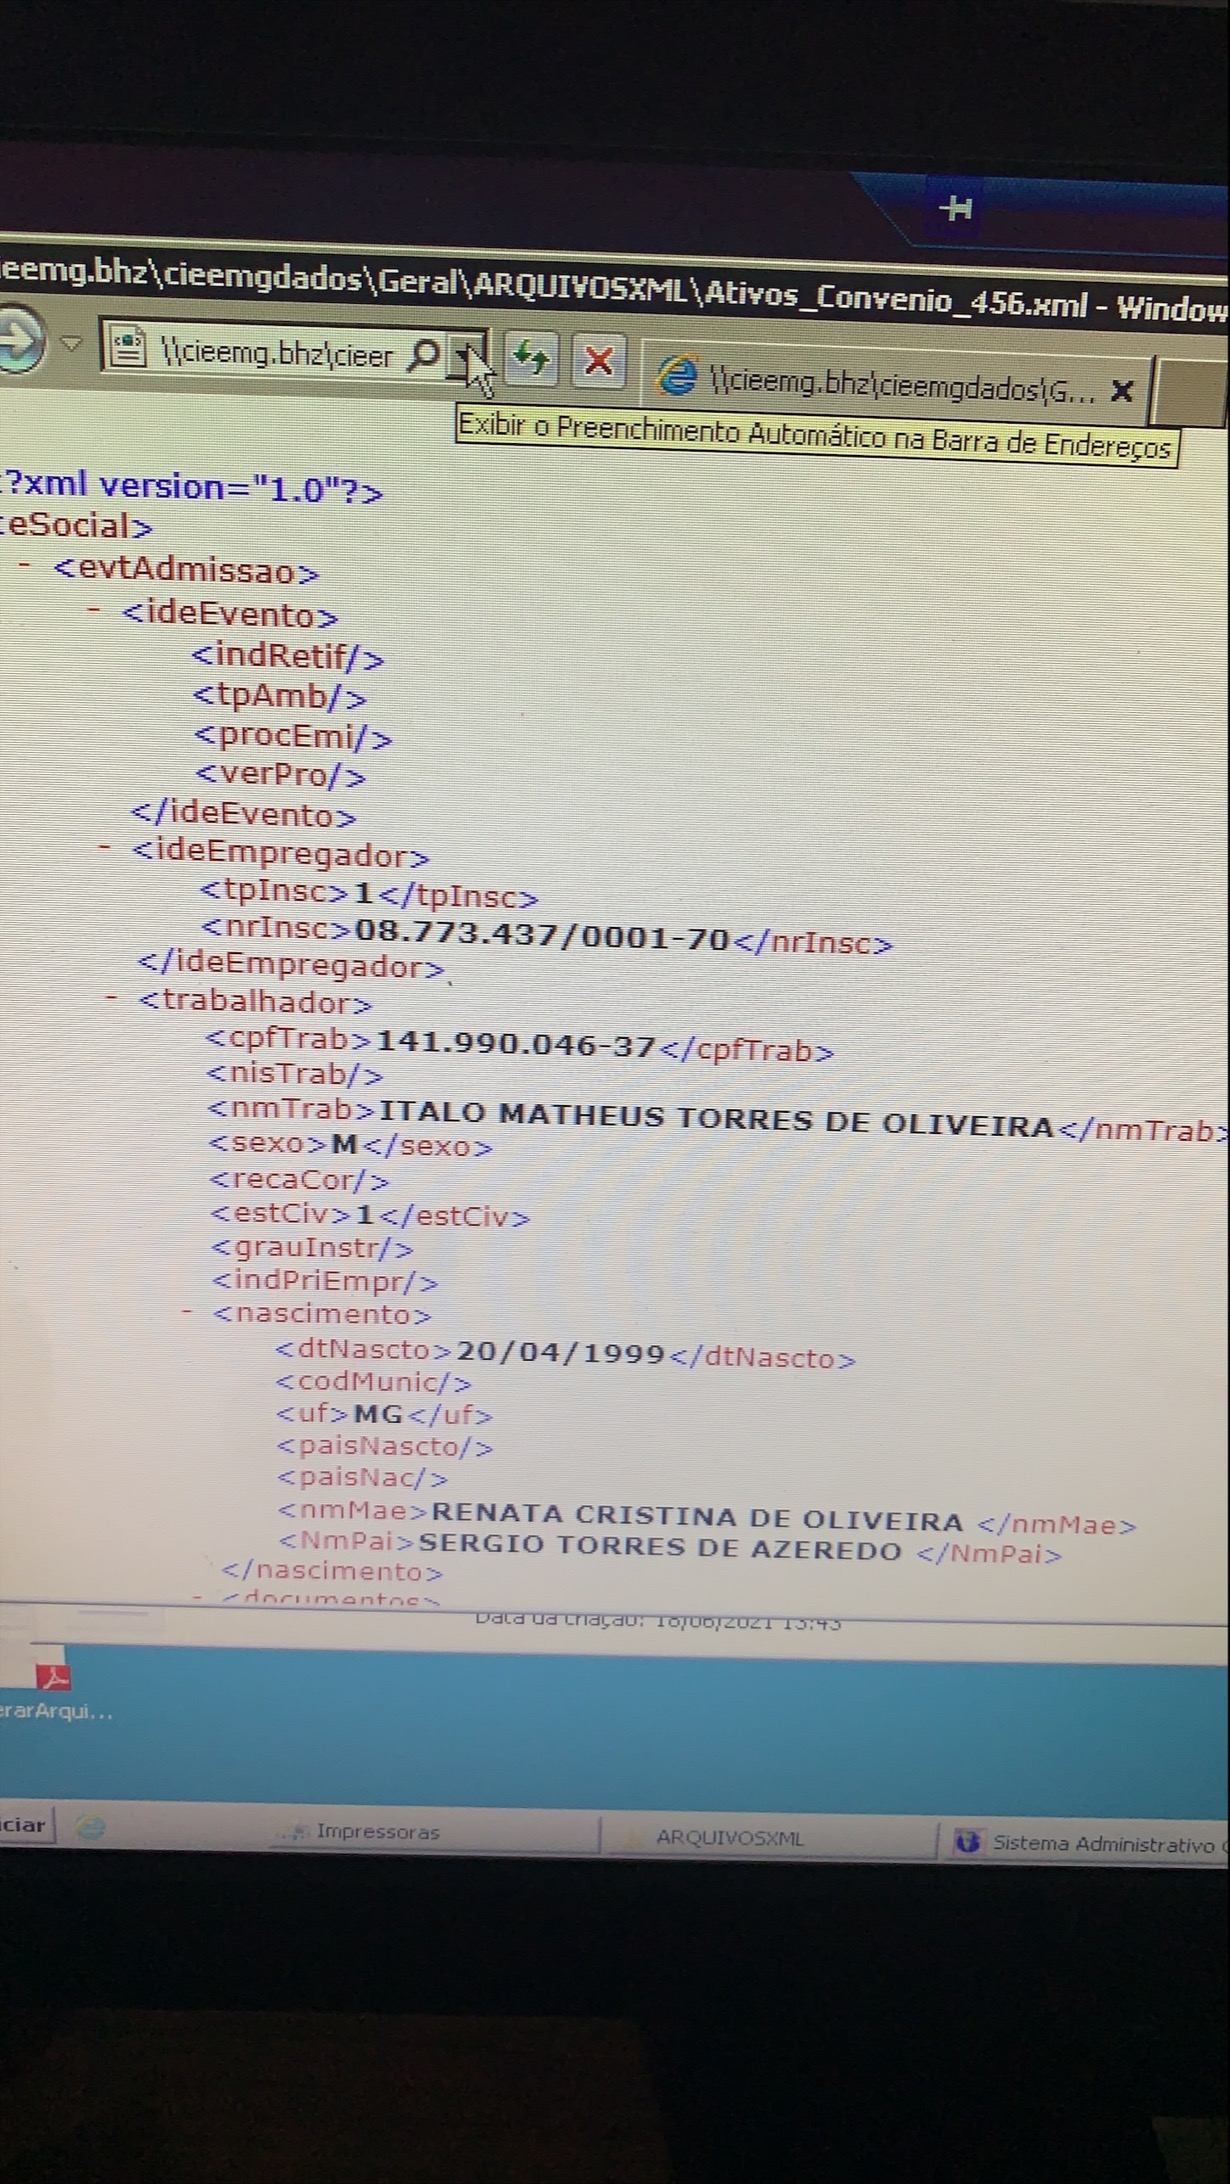 ieemg.bhz\cieemgdados\Geral\ARQUIVOSXML\Ativos_Convenio_456.xml - Window
\\cieemg.bhz\cieer
\\cieemg.bhz\cieemgdados\G...
Exibir o Preenchimento Automático na Barra de Endereços
?xml version="1.0"?>
eSocial>
- <evtAdmissao>
- <ideEvento>
<indRetif/>
<tpAmb/>
<procEmi/>
<verPro/>
</ideEvento>
- <ideEmpregador>
<tpInsc>1</tpInsc>
<nrInsc>08.773.437/0001-70</nrInsc>
</ideEmpregador>
- <trabalhador>
<cpfTrab>141.990.046-37</cpfTrab>
<nisTrab/>
<nmTrab>ITALO MATHEUS TORRES DE OLIVEIRA</nmTrab>
<sexo>M</sexo>
<recaCor/>
<estCiv>1</estCiv>
<grauInstr/>
<indPriEmpr/>
- <nascimento>
<dtNascto>20/04/1999</dtNascto>
<codMunic/>
<uf>MG</uf>
<paisNascto/>
<paisNac/>
<nmMae>RENATA CRISTINA DE OLIVEIRA </nmMae>
<NmPai>SERGIO TORRES DE AZEREDO </NmPai>
</nascimento>
- <documentos>
Data da criação: 18/06/2021 15:45
erarArqui...
iciar
Impressoras
ARQUIVOSXML
Sistema Administrativo